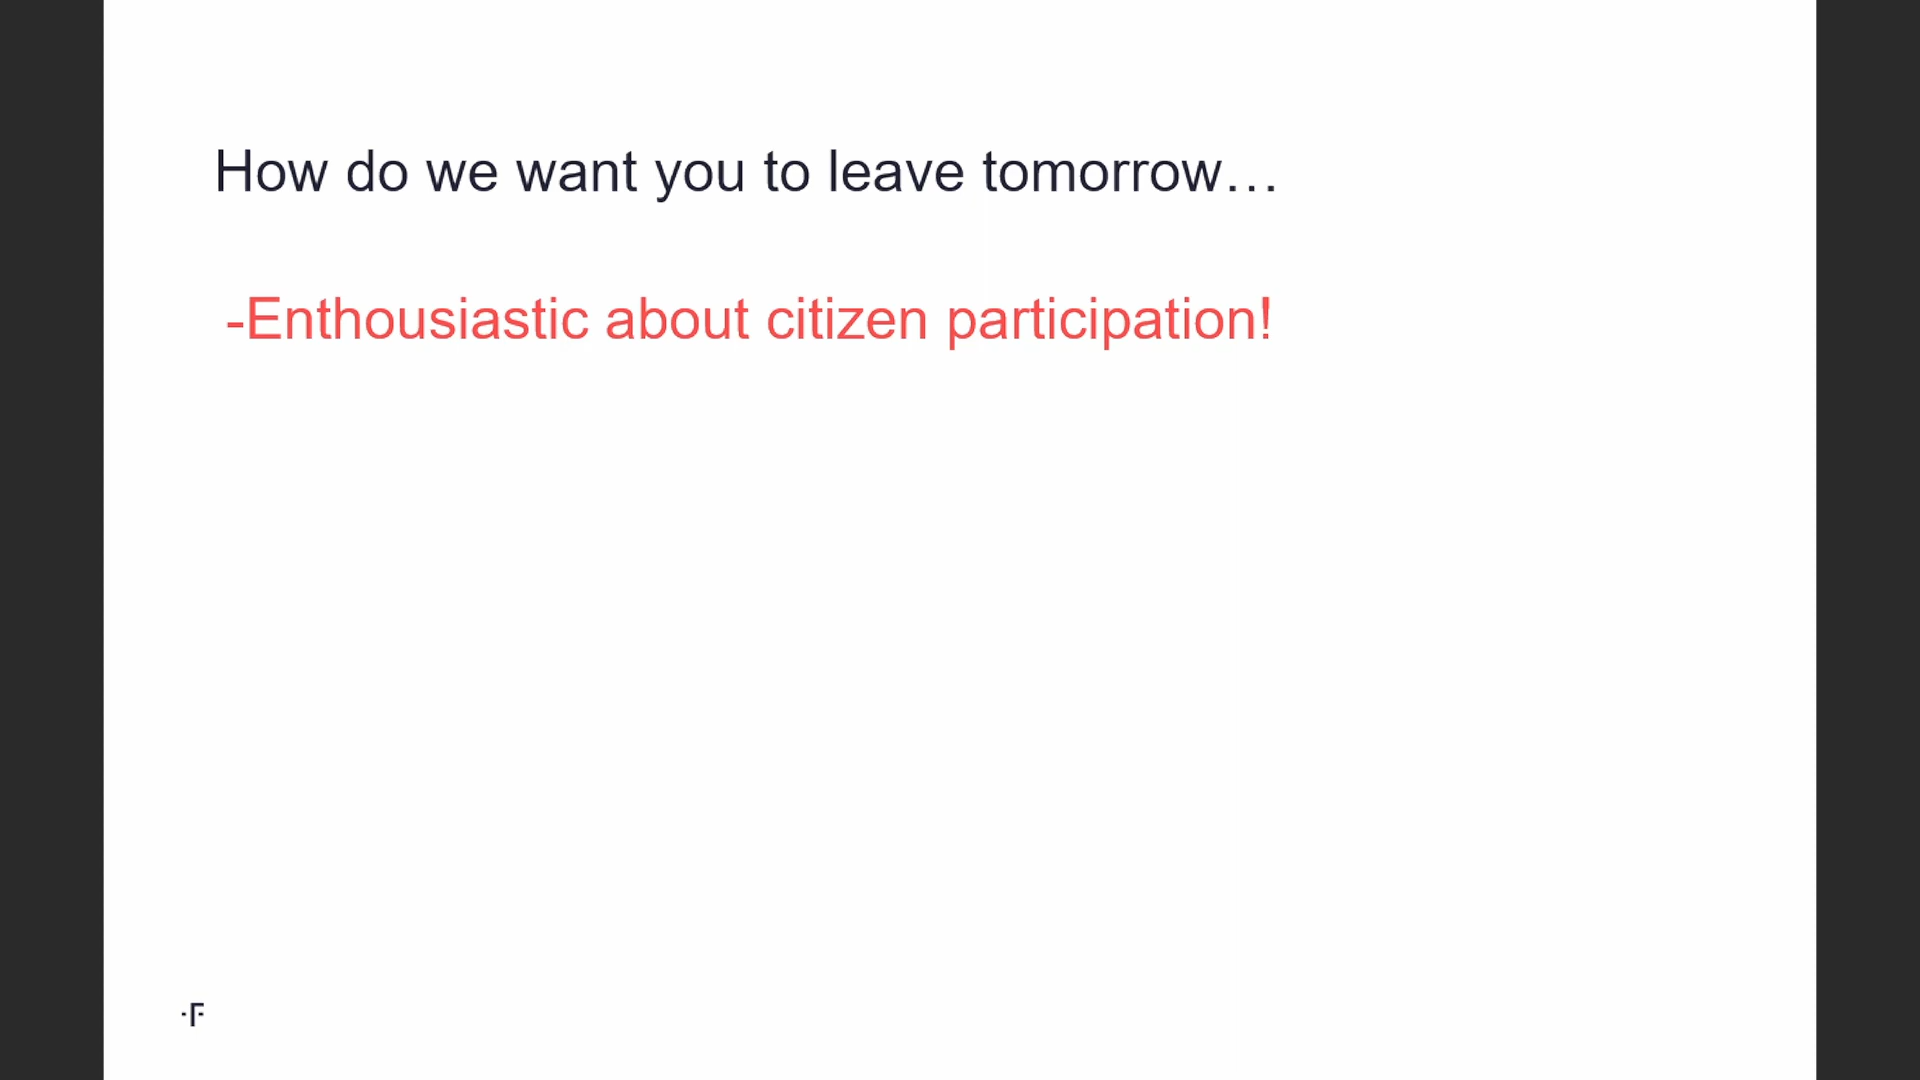 How do we want you to leave tomorrow…
-Enthousiastic about citizen participation!
·F